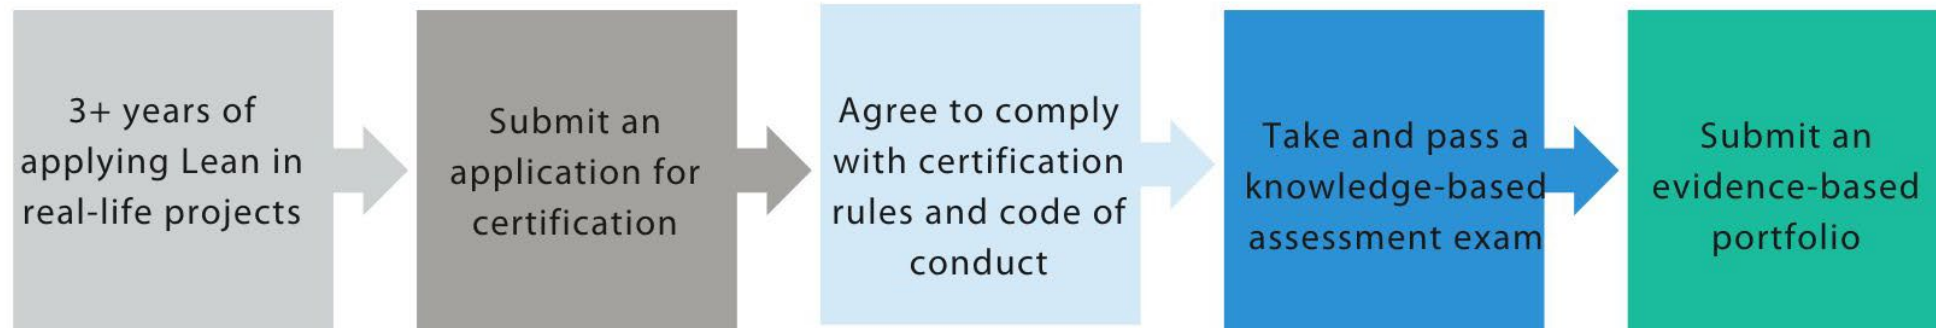 3+ years of
applying Lean in
real-life projects
Submit an
application for
certification
Agree to comply
with certification
rules and code of
conduct
Take and pass a
knowledge-based
assessment exam
Submit an
evidence-based
portfolio